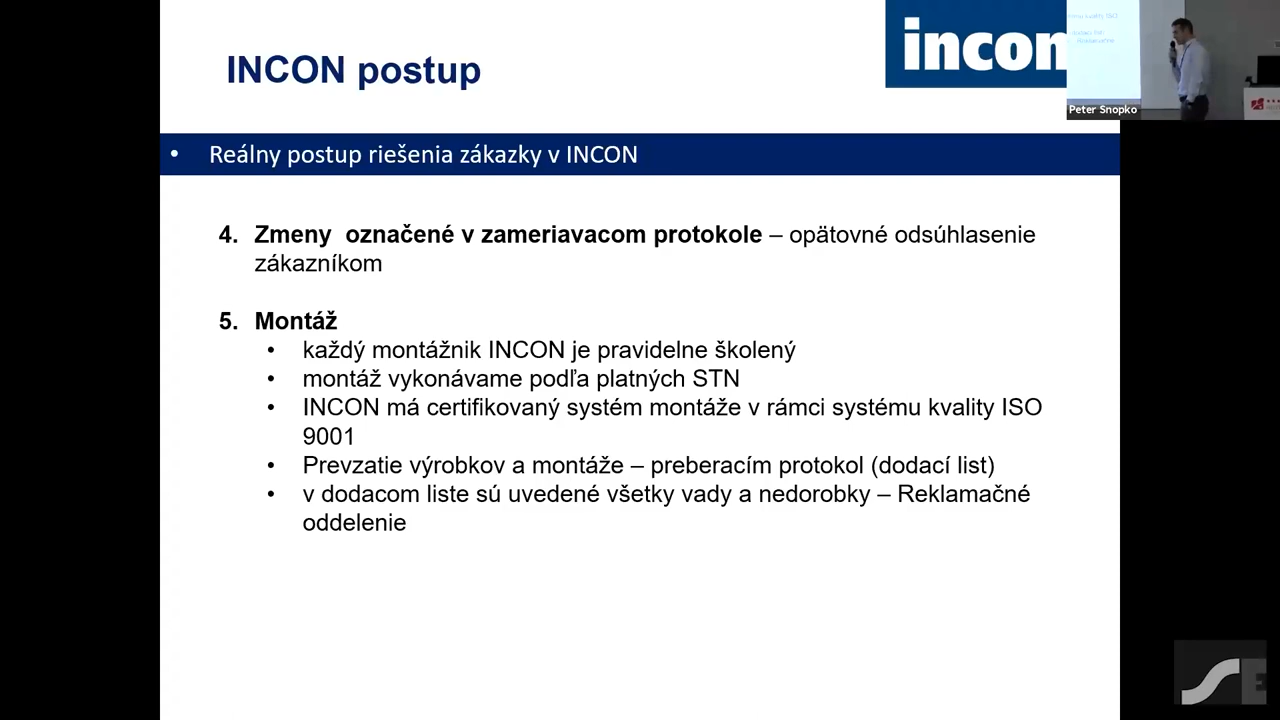 INCON postup
incon
Peter Snopko
• Reálny postup riešenia zákazky v INCON
4. Zmeny označené v zameriavacom protokole – opätovné odsúhlasenie
zákazníkom
5. Montáž
• každý montážnik INCON je pravidelne školený
• montáž vykonávame podľa platných STN
• INCON má certifikovaný systém montáže v rámci systému kvality ISO
9001
• Prevzatie výrobkov a montáže – preberacím protokol (dodací list)
• v dodacom liste sú uvedené všetky vady a nedorobky – Reklamačné
oddelenie
SE